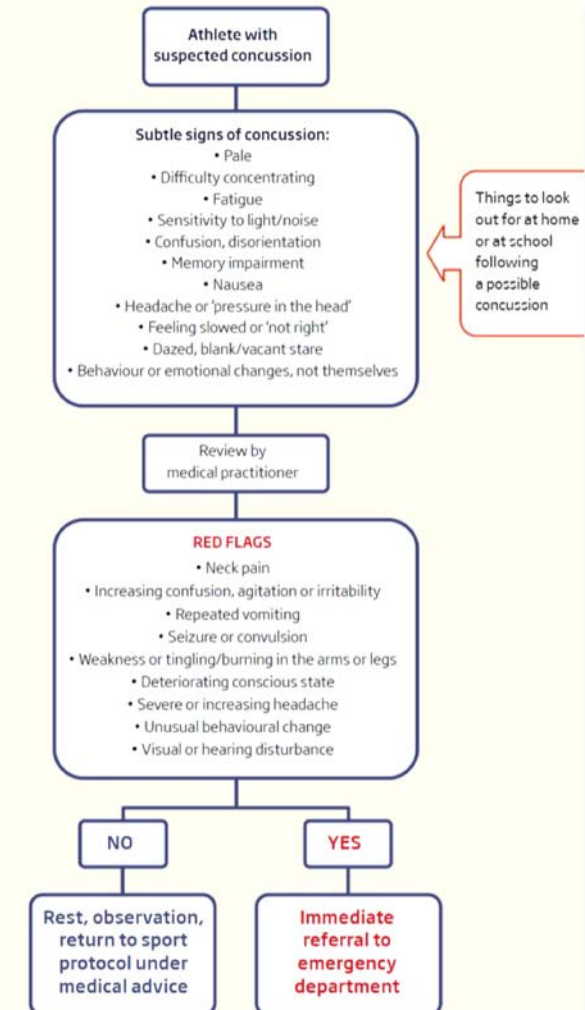 Athlete with
suspected concussion
Subtle signs of concussion:
• Pale
• Difficulty concentrating
• Fatigue
• Sensitivity to light/noise
• Confusion, disorientation
• Memory impairment
• Nausea
• Headache or 'pressure in the head'
• Feeling slowed or 'not right'
• Dazed, blank/vacant stare
• Behaviour or emotional changes, not themselves
Things to look
out for at home
or at school
following
a possible
concussion
Review by
medical practitioner
RED FLAGS
• Neck pain
• Increasing confusion, agitation or irritability
• Repeated vomiting
• Seizure or convulsion
• Weakness or tingling/burning in the arms or legs
• Deteriorating conscious state
• Severe or increasing headache
• Unusual behavioural change
• Visual or hearing disturbance
NO
YES
Rest, observation,
return to sport
protocol under
medical advice
Immediate
referral to
emergency
department